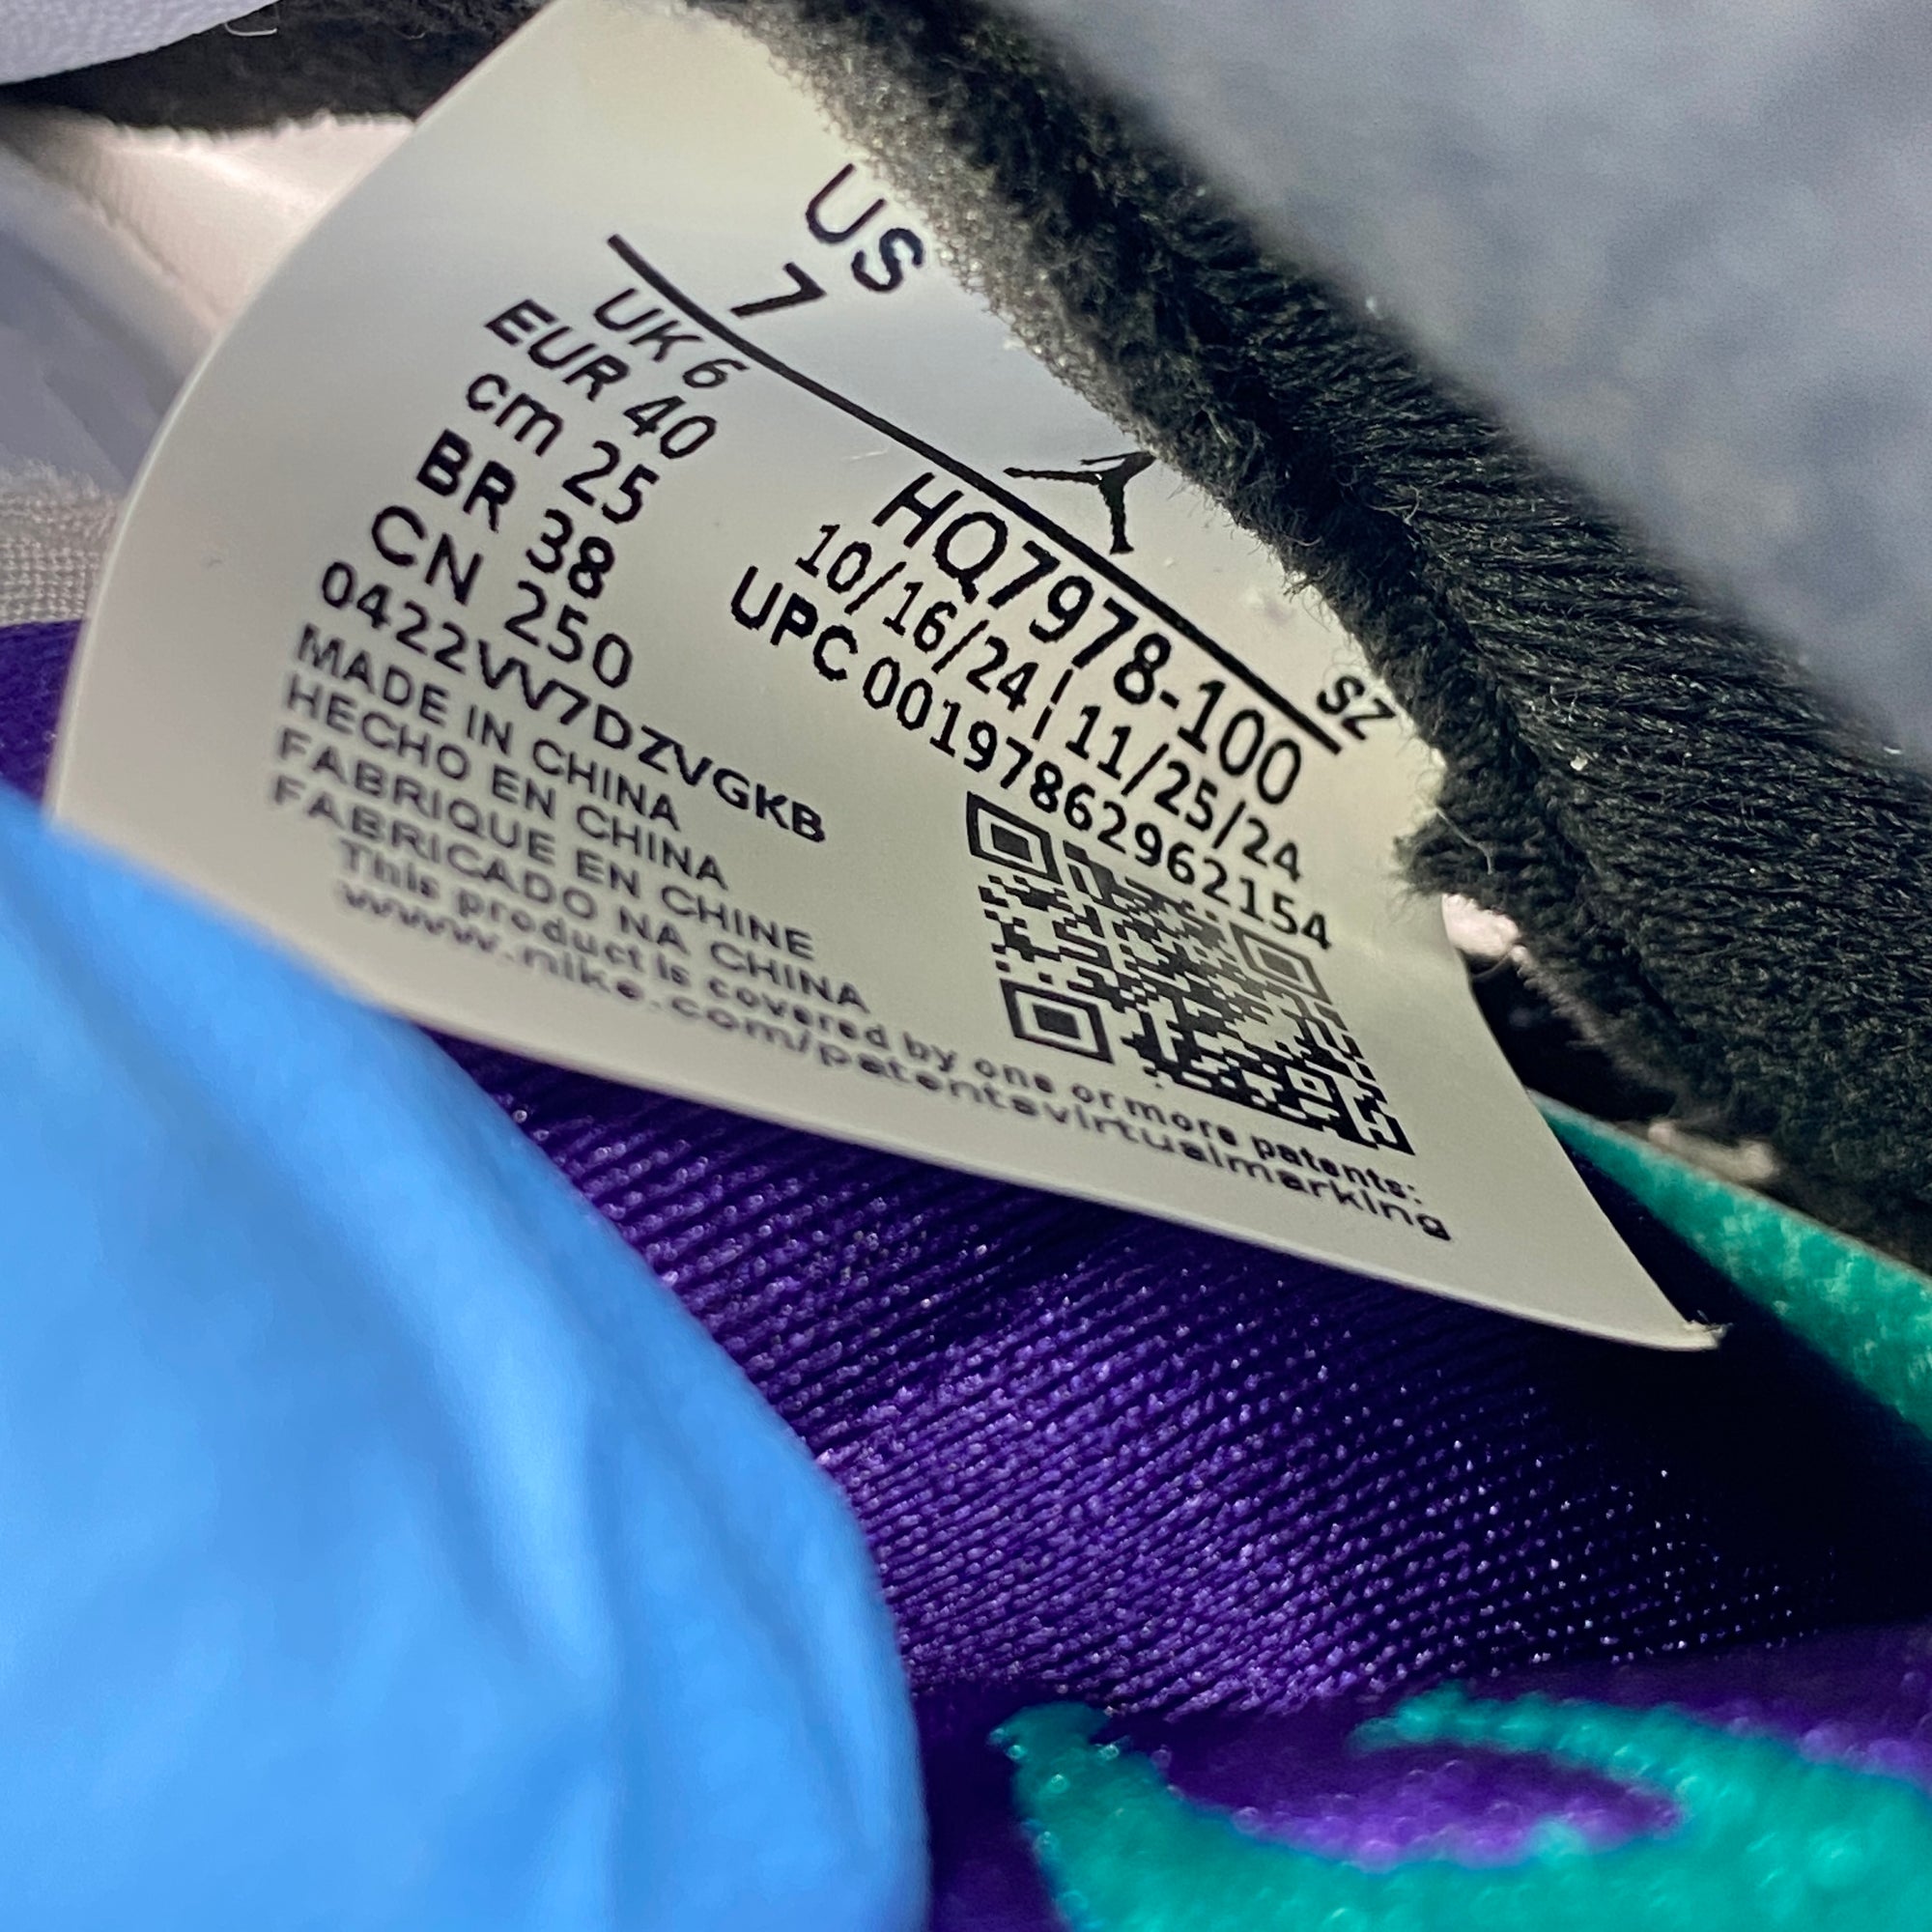 US
7
UK 6
EUR 40
cm 25
BR 38
CN 250
0422VV7DZVGKB
MADE IN CHINA
HECHO EN CHINA
FABRIQUE EN CHINE
FABRICADO NA CHINA
This product is covered by one or more patents:
www.nike.com/patentsvirtualmarking
SZ
HQ7978-100
10/16/24 | 11/25/24
UPC 00197862962154